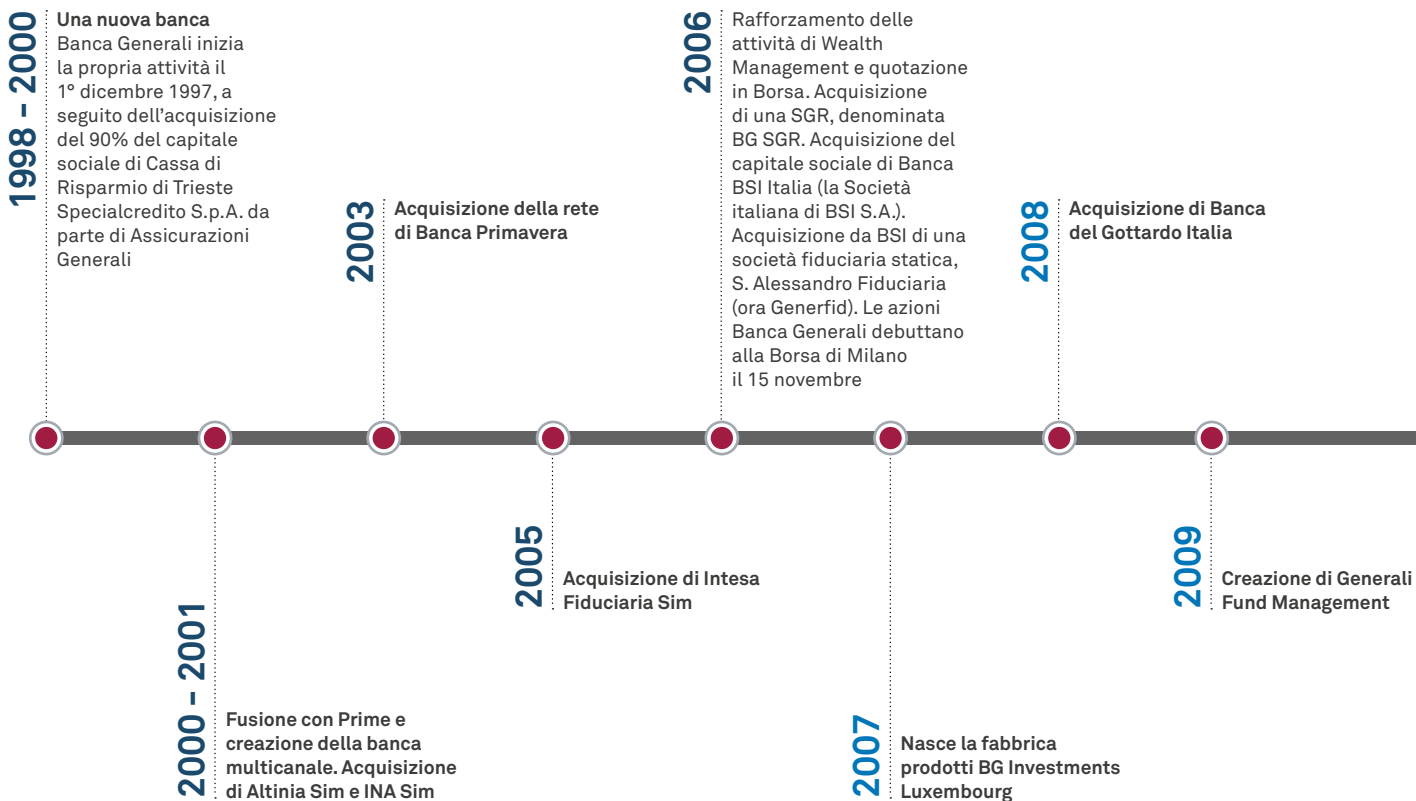 1998 - 2000
Una nuova banca
Banca Generali inizia
la propria attività il
1° dicembre 1997, a
seguito dell'acquisizione
del 90% del capitale
sociale di Cassa di
Risparmio di Trieste
Specialcredito S.p.A. da
parte di Assicurazioni
Generali
2000 - 2001
Fusione con Prime e
creazione della banca
multicanale. Acquisizione
di Altinia Sim e INA Sim
2003
Acquisizione della rete
di Banca Primavera
2005
Acquisizione di Intesa
Fiduciaria Sim
2006
Rafforzamento delle
attività di Wealth
Management e quotazione
in Borsa. Acquisizione
di una SGR, denominata
BG SGR. Acquisizione del
capitale sociale di Banca
BSI Italia (la Società
italiana di BSI S.A.).
Acquisizione da BSI di una
società fiduciaria statica,
S. Alessandro Fiduciaria
(ora Generfid). Le azioni
Banca Generali debuttano
alla Borsa di Milano
il 15 novembre
2007
Nasce la fabbrica
prodotti BG Investments
Luxembourg
2008
Acquisizione di Banca
del Gottardo Italia
2009
Creazione di Generali
Fund Management